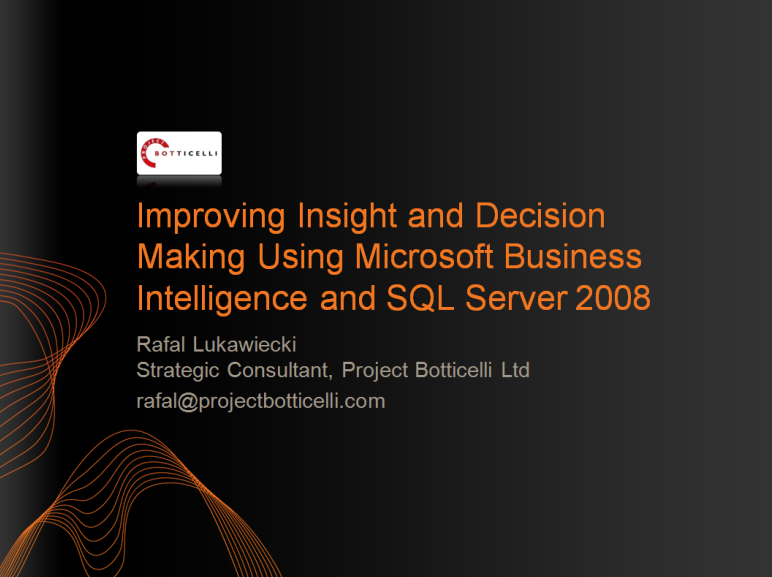 PROJECT
BOTTICELLI
Improving Insight and Decision
Making Using Microsoft Business
Intelligence and SQL Server 2008
Rafal Lukawiecki
Strategic Consultant, Project Botticelli Ltd
rafal@projectbotticelli.com